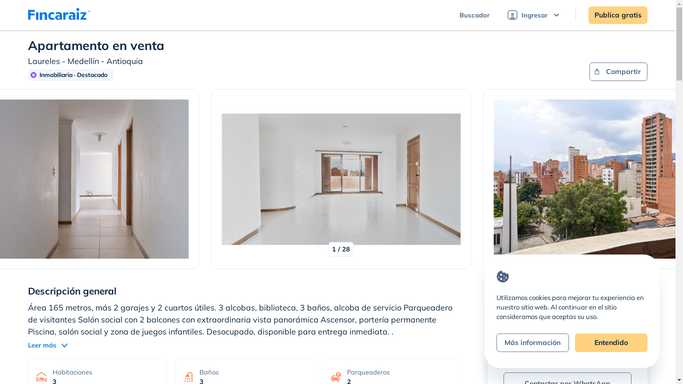 Fincaraiz
Buscador
Ingresar
Publica gratis
Apartamento en venta
Laureles - Medellín - Antioquia
Inmobiliaria - Destacado
Compartir
1 / 28
Descripción general
Área 165 metros, más 2 garajes y 2 cuartos útiles. 3 alcobas, biblioteca, 3 baños, alcoba de servicio Parqueadero
de visitantes Salón social con 2 balcones con extraordinaria vista panorámica Ascensor, portería permanente
Piscina, salón social y zona de juegos infantiles. Desocupado, disponible para entrega inmediata. .
Leer más
Habitaciones
3
Baños
3
Parqueaderos
2
Utilizamos cookies para mejorar tu experiencia en
nuestro sitio web. Al continuar en el sitio
consideramos que aceptas su uso.
Más información
Entendido
Contactar por WhatsApp